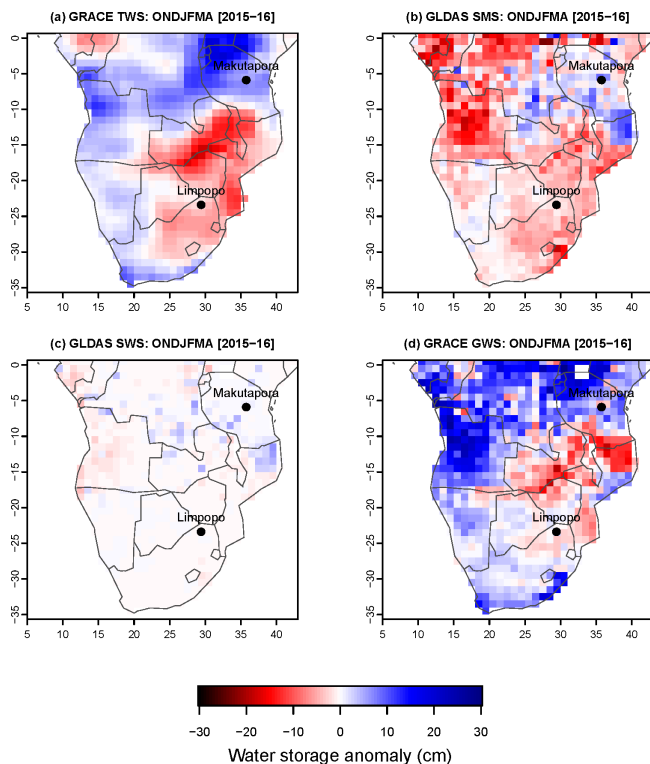 (a) GRACE TWS: ONDJFMA [2015−16]
(b) GLDAS SMS: ONDJFMA [2015−16]
0
−5
−10
−15
−20
−25
−30
−35
Makutapora
Limpopo
5 10 15 20 25 30 35 40
0
−5
−10
−15
−20
−25
−30
−35
Makutapora
Limpopo
5 10 15 20 25 30 35 40
(c) GLDAS SWS: ONDJFMA [2015−16]
(d) GRACE GWS: ONDJFMA [2015−16]
0
−5
−10
−15
−20
−25
−30
−35
Makutapora
Limpopo
5 10 15 20 25 30 35 40
0
−5
−10
−15
−20
−25
−30
−35
Makutapora
Limpopo
5 10 15 20 25 30 35 40
−30 −20 −10 0 10 20 30
Water storage anomaly (cm)